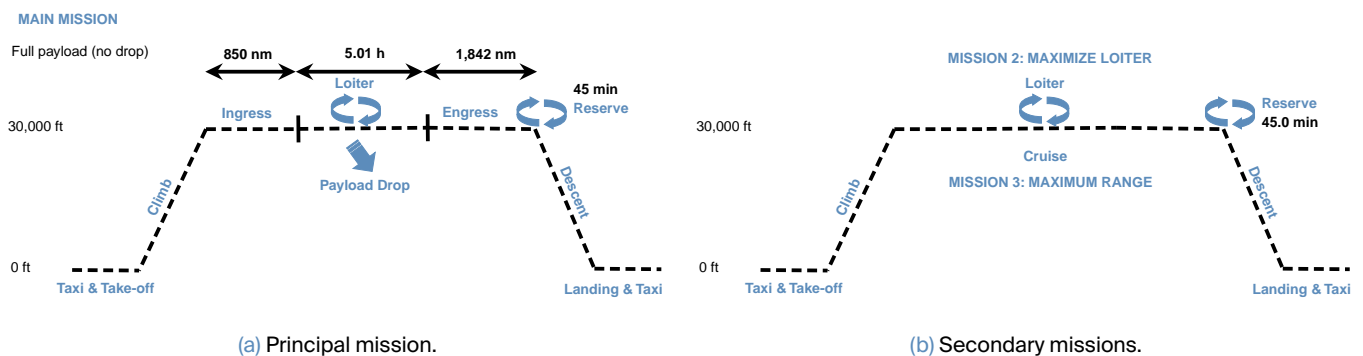 MAIN MISSION
Full payload (no drop)
850 nm
5.01 h
1,842 nm
Loiter
45 min
Reserve
Ingress
Engress
30,000 ft
Payload Drop
Climb
Descent
0 ft
Taxi & Take-off
Landing & Taxi
(a) Principal mission.
MISSION 2: MAXIMIZE LOITER
Loiter
Reserve
45.0 min
30,000 ft
Cruise
MISSION 3: MAXIMUM RANGE
Climb
Descent
0 ft
Taxi & Take-off
Landing & Taxi
(b) Secondary missions.